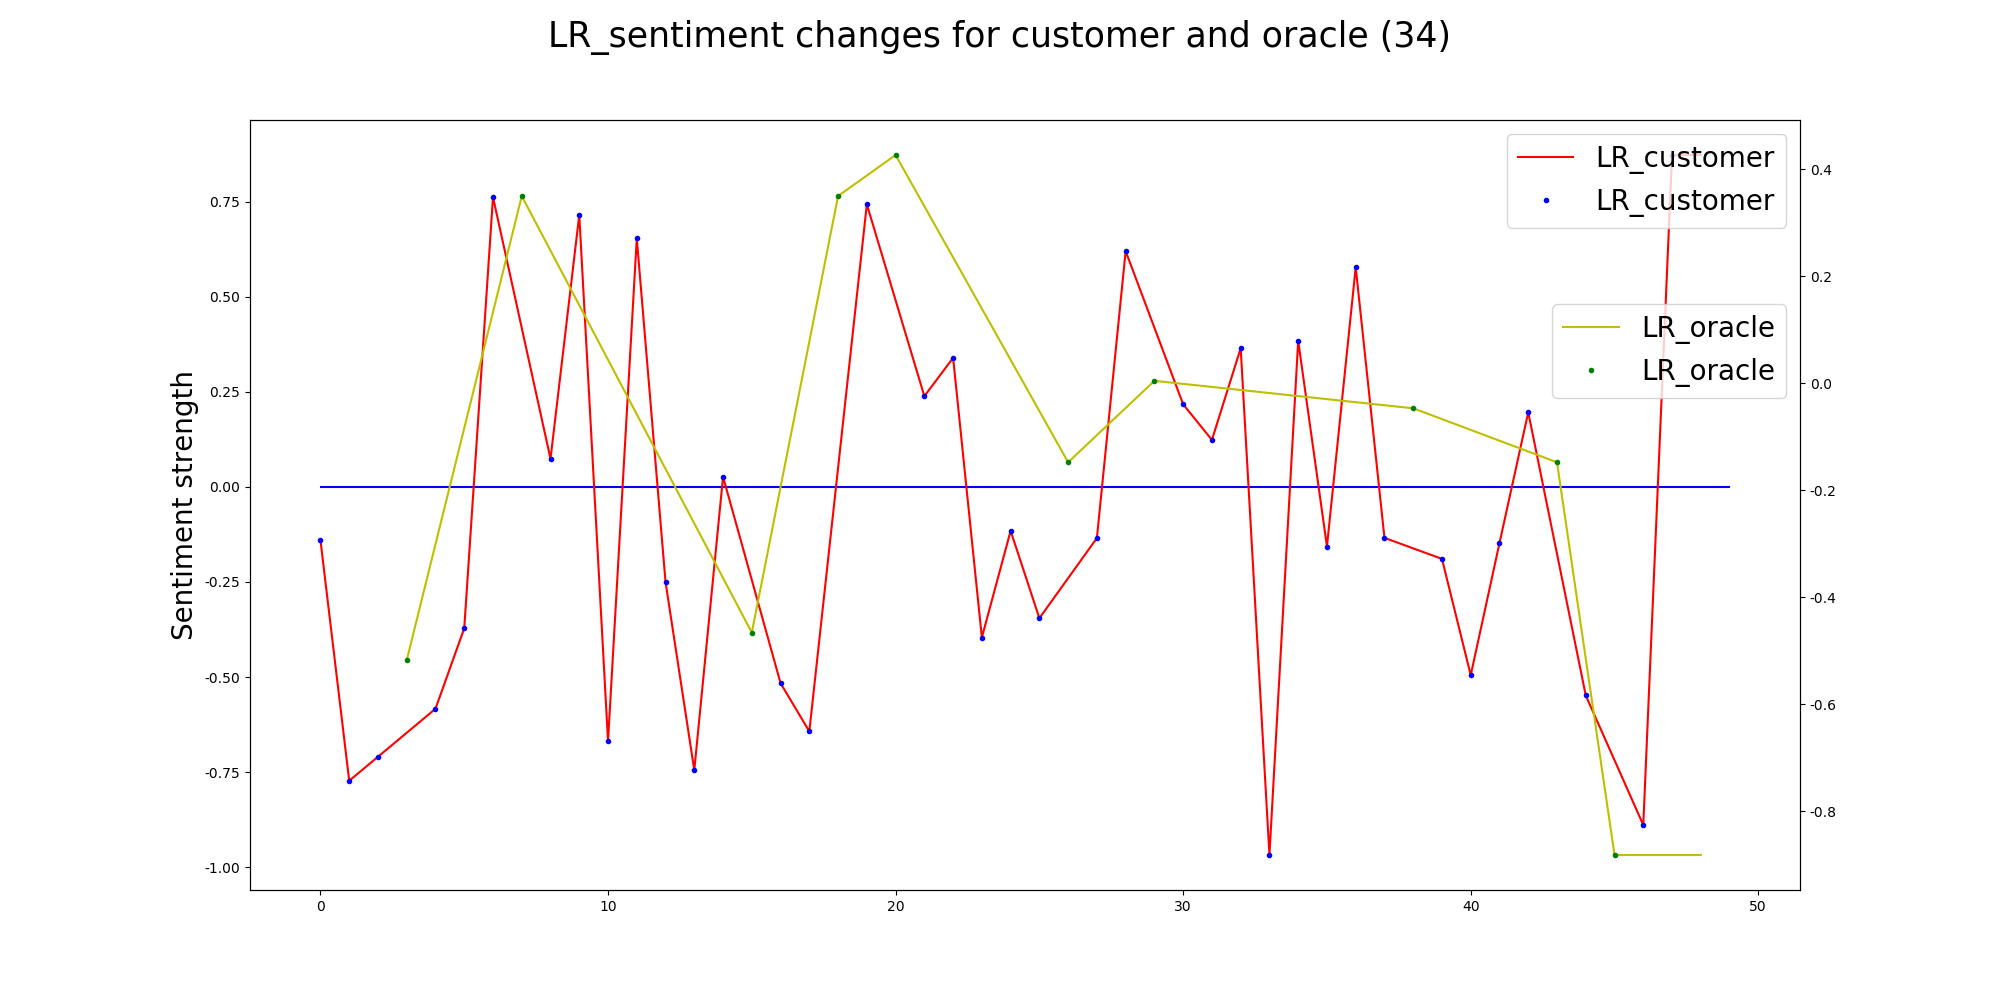 LR_sentiment changes for customer and oracle (34)
LR_customer
LR_customer
LR_oracle
LR_oracle
Sentiment strength
0.75
0.50
0.25
0.00
-0.25
-0.50
-0.75
-1.00
0.4
0.2
0.0
-0.2
-0.4
-0.6
-0.8
0 10 20 30 40 50